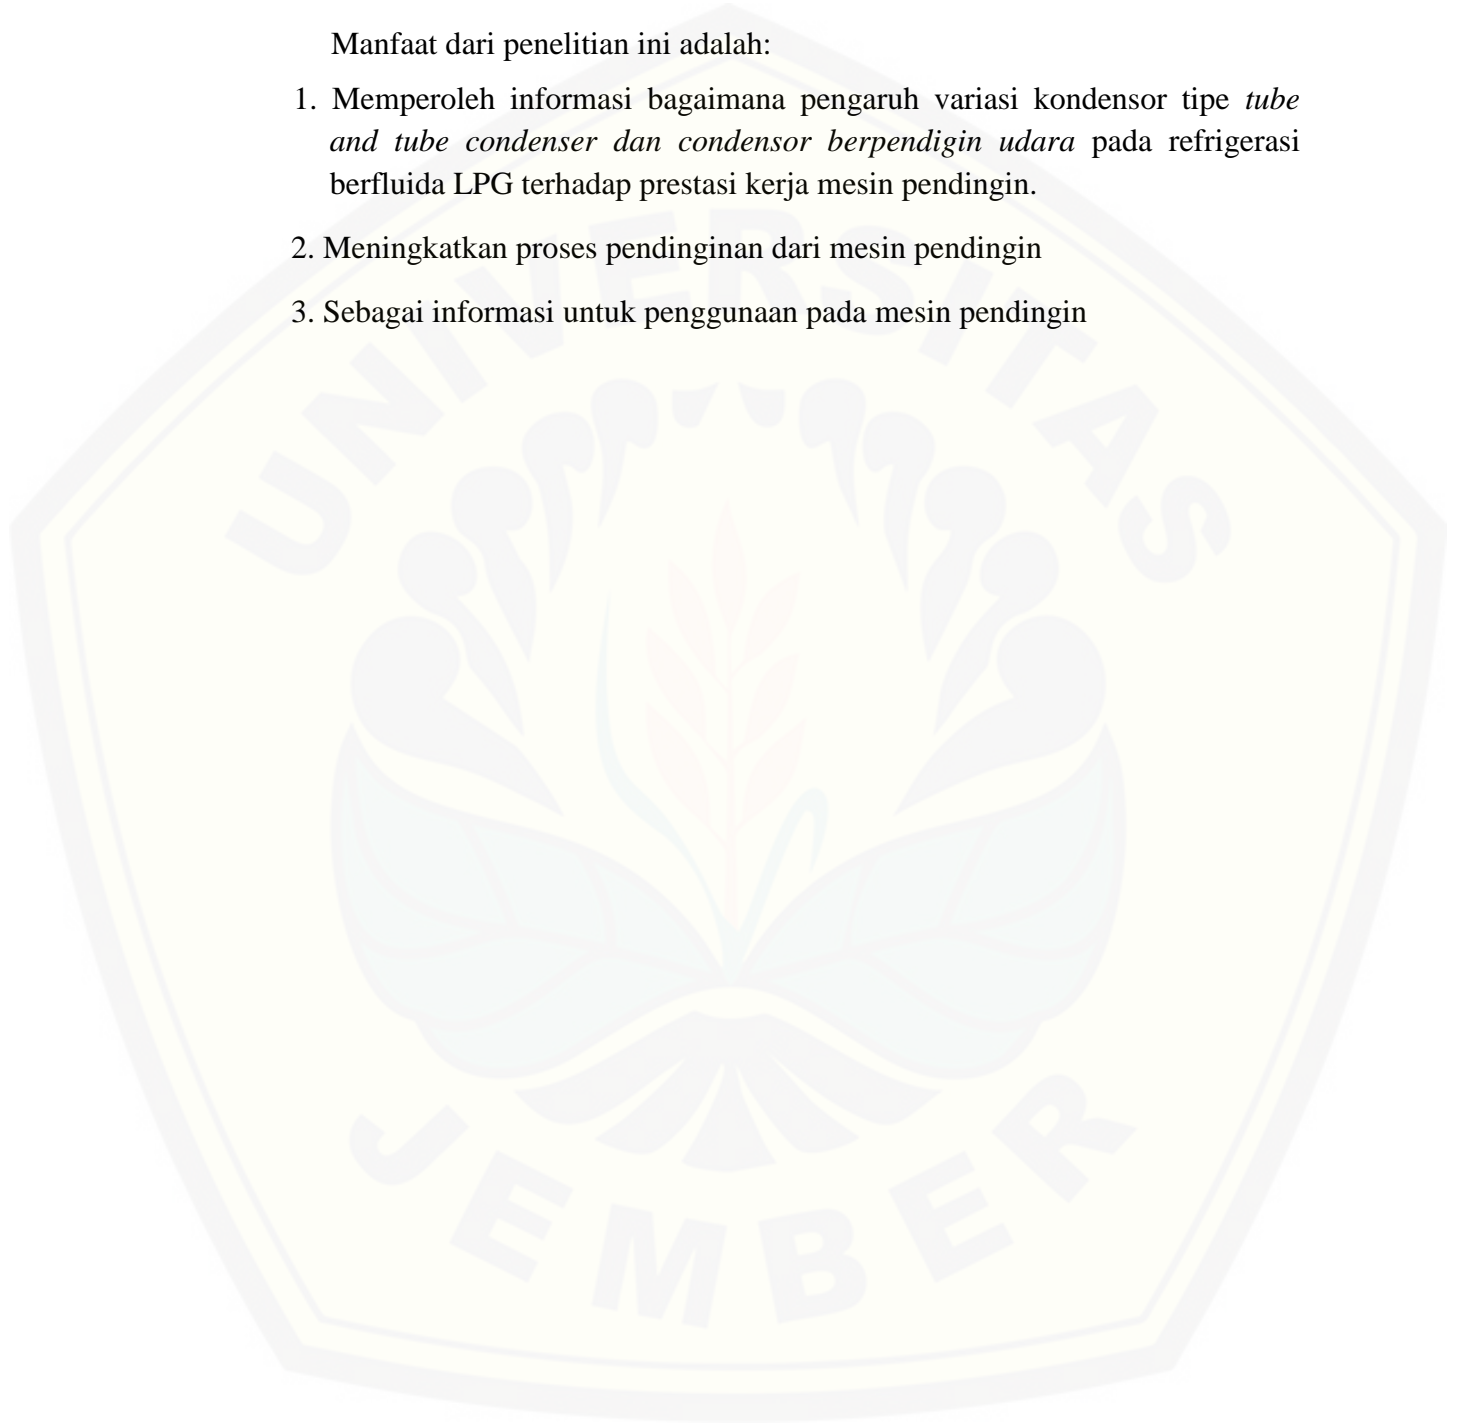 Manfaat dari penelitian ini adalah:
1. Memperoleh informasi bagaimana pengaruh variasi kondensor tipe tube
and tube condenser dan condensor berpendigin udara pada refrigerasi
berfluida LPG terhadap prestasi kerja mesin pendingin.
2. Meningkatkan proses pendinginan dari mesin pendingin
3. Sebagai informasi untuk penggunaan pada mesin pendingin
UNIVERSITAS
JEMBER